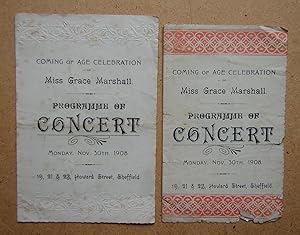 COMING OF AGE CELEBRATION
OF
Miss Grace Marshall.
PROGRAMME OF
CONCERT
MONDAY, NOV. 30TH, 1908.
19, 21 & 23, Howard Street, Sheffield.
COMING OF AGE CELEBRATION
OF
Miss Grace Marshall.
PROGRAMME OF
CONCERT
MONDAY, NOV. 30TH, 1908.
19, 21 & 23, Howard Street, Sheffield.